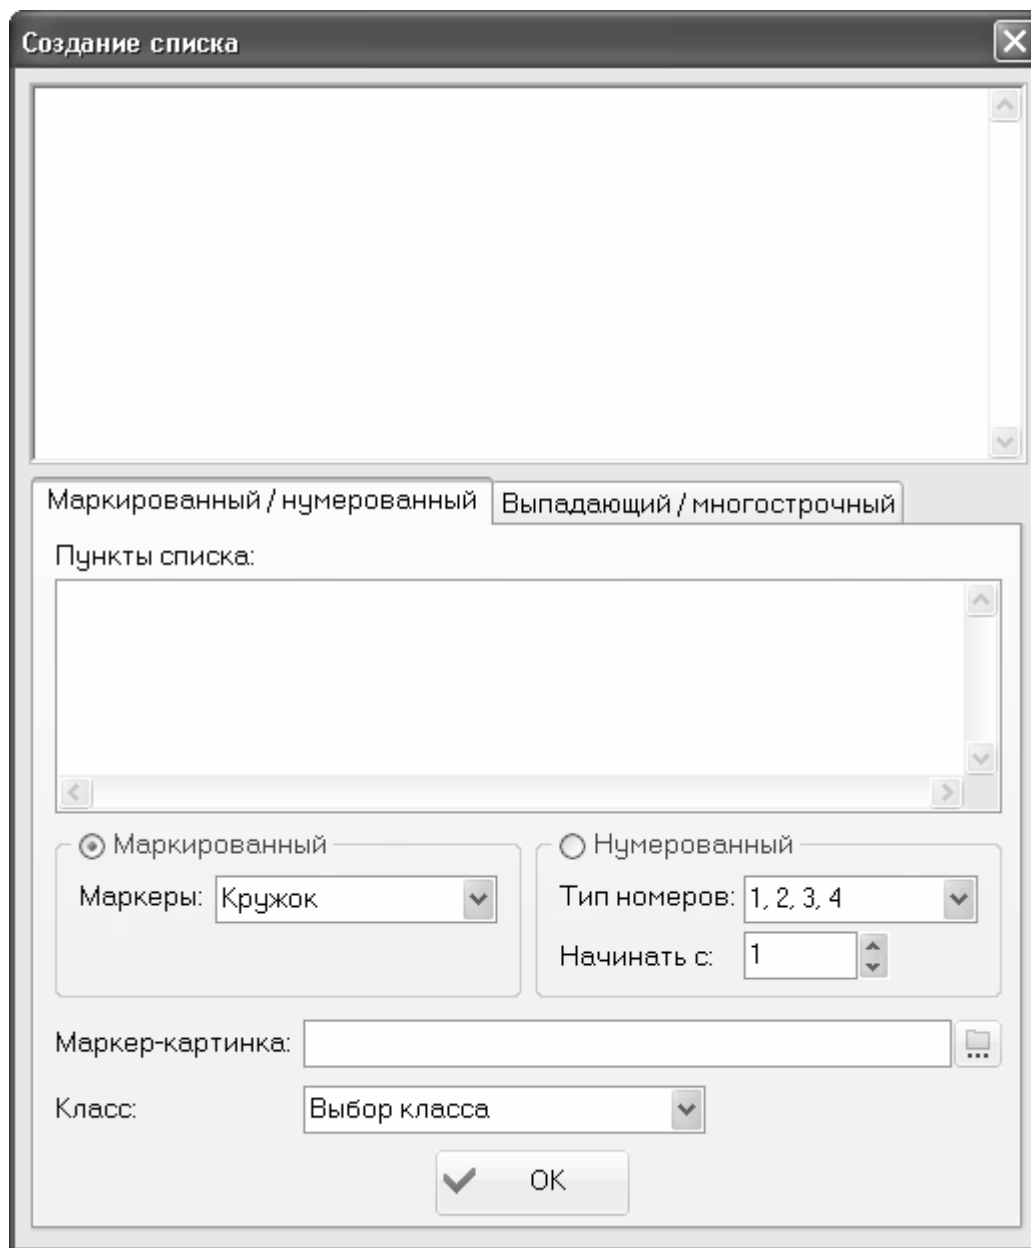 Создание списка
Маркированный / нумерованный
Выпадающий / многострочный
Пункты списка:
Маркированный
Нумерованный
Маркеры: Кружок
Тип номеров: 1, 2, 3, 4
Начинать с: 1
Маркер-картинка:
Класс: Выбор класса
OK